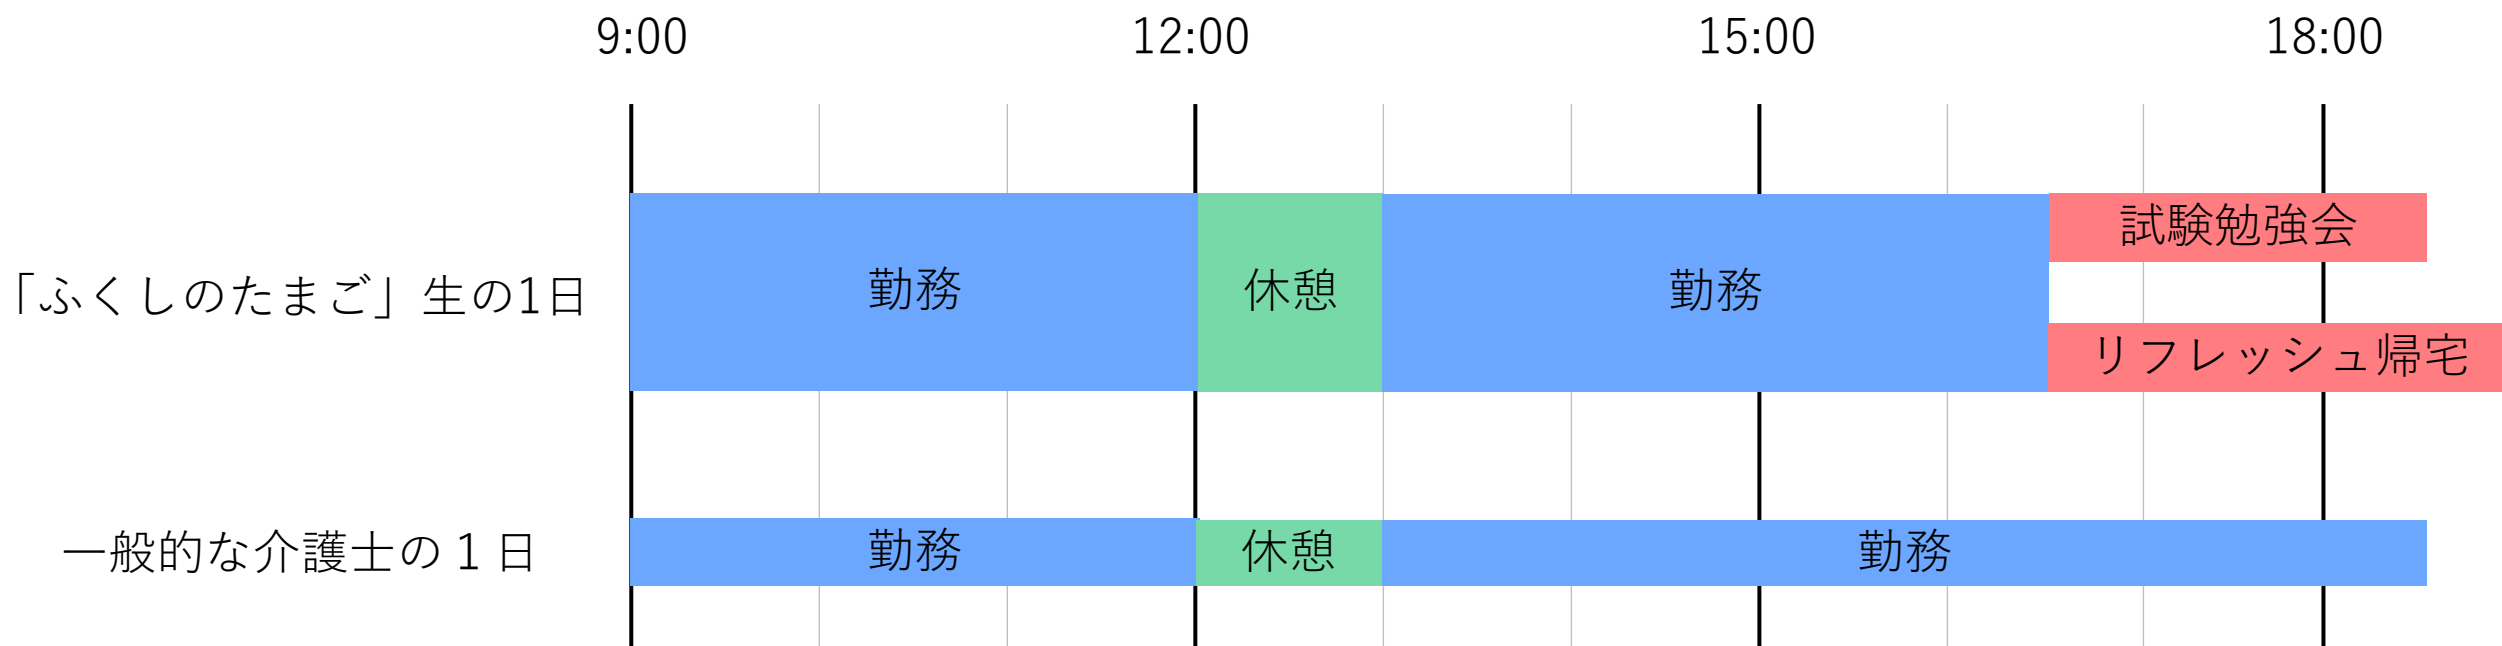 9:00 12:00 15:00 18:00
試験勉強会
「ふくしのたまご」生の1日 勤務 休憩 勤務
リフレッシュ帰宅
一般的な介護士の1日 勤務 休憩 勤務